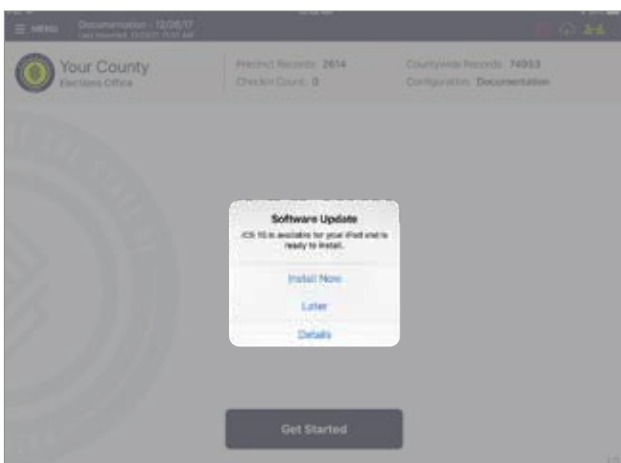 MENU
Documentation - 12/28/17
Your County
Elections Office
Precinct Records: 2614
Checkin Count: 0
Countywide Records: 74953
Configuration: Documentation
Software Update
iOS 10 is available for your iPad and is
ready to install.
Install Now
Later
Details
Get Started